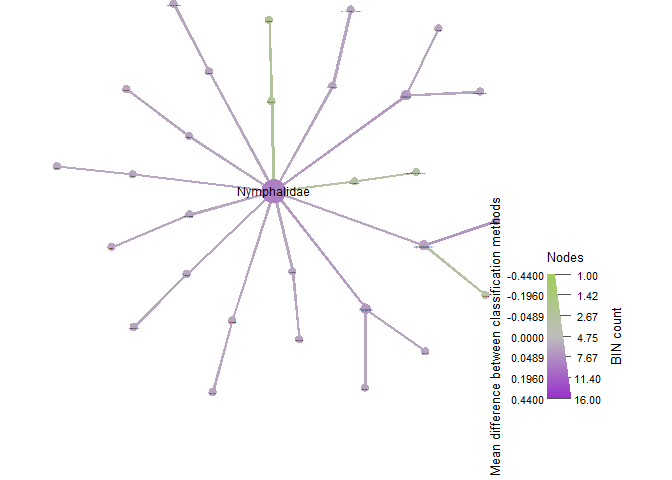 Nymphalidae
Mean difference between classification methods
Nodes
-0.4400 1.00
-0.1960 1.42
-0.0489 2.67
0.0000 4.75
0.0489 7.67
0.1960 11.40
0.4400 16.00
BIN count